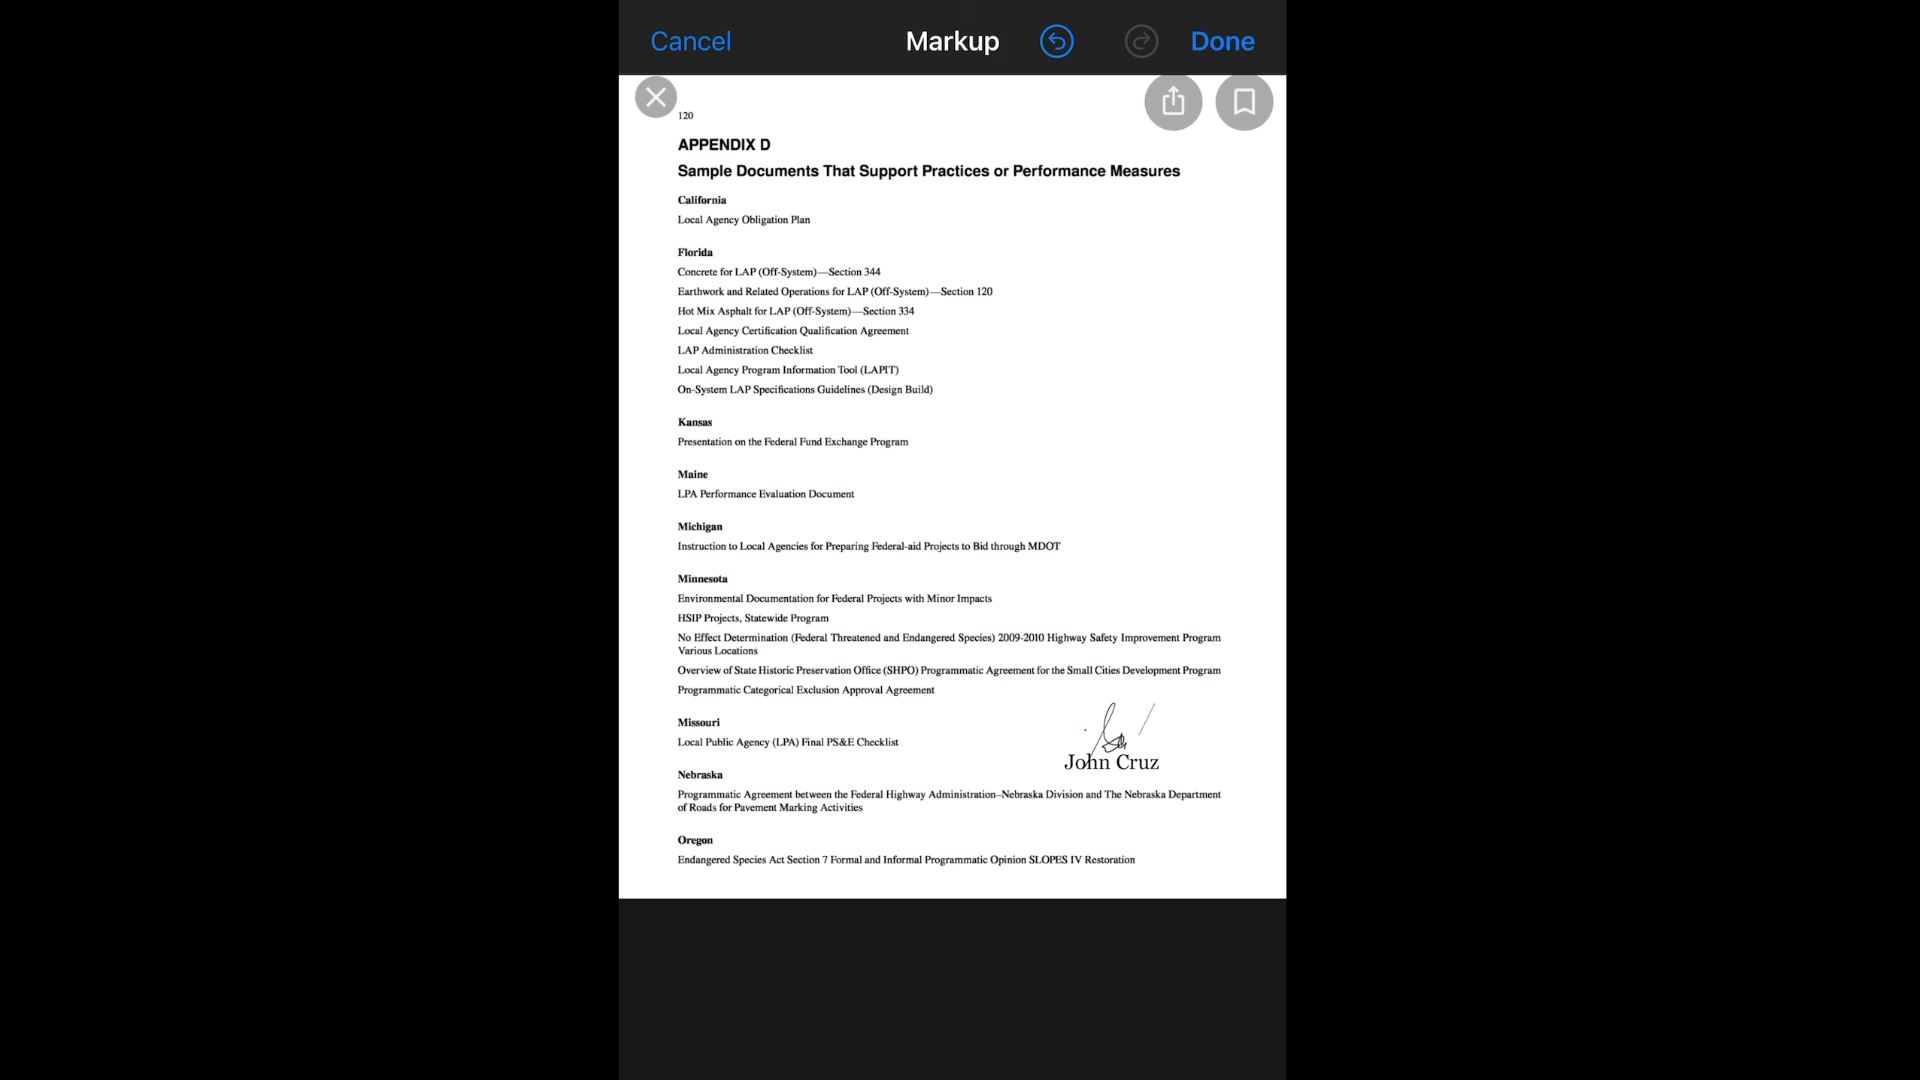 Cancel
Markup
Done
120
APPENDIX D
Sample Documents That Support Practices or Performance Measures
California
Local Agency Obligation Plan
Florida
Concrete for LAP (Off-System)—Section 344
Earthwork and Related Operations for LAP (Off-System)—Section 120
Hot Mix Asphalt for LAP (Off-System)—Section 334
Local Agency Certification Qualification Agreement
LAP Administration Checklist
Local Agency Program Information Tool (LAPIT)
On-System LAP Specifications Guidelines (Design Build)
Kansas
Presentation on the Federal Fund Exchange Program
Maine
LPA Performance Evaluation Document
Michigan
Instruction to Local Agencies for Preparing Federal-aid Projects to Bid through MDOT
Minnesota
Environmental Documentation for Federal Projects with Minor Impacts
HSIP Projects, Statewide Program
No Effect Determination (Federal Threatened and Endangered Species) 2009-2010 Highway Safety Improvement Program
Various Locations
Overview of State Historic Preservation Office (SHPO) Programmatic Agreement for the Small Cities Development Program
Programmatic Categorical Exclusion Approval Agreement
Missouri
Local Public Agency (LPA) Final PS&E Checklist
John Cruz
Nebraska
Programmatic Agreement between the Federal Highway Administration–Nebraska Division and The Nebraska Department
of Roads for Pavement Marking Activities
Oregon
Endangered Species Act Section 7 Formal and Informal Programmatic Opinion SLOPES IV Restoration